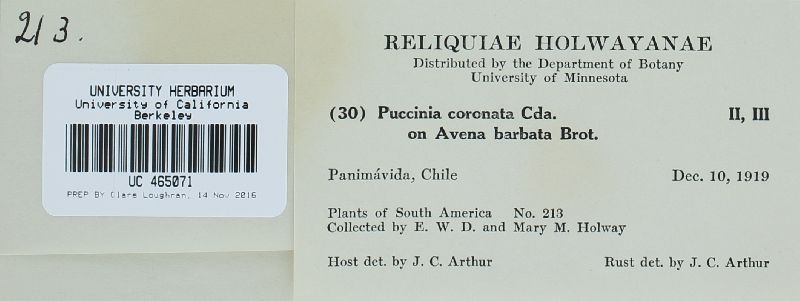 213.
UNIVERSITY HERBARIUM
University of California
Berkeley
UC 465071
PREP BY Clare Loughran, 14 Nov 2016
RELIQUIAE HOLWAYANAE
Distributed by the Department of Botany
University of Minnesota
(30) Puccinia coronata Cda. II, III
on Avena barbata Brot.
Panimávida, Chile Dec. 10, 1919
Plants of South America No. 213
Collected by E. W. D. and Mary M. Holway
Host det. by J. C. Arthur Rust det. by J. C. Arthur